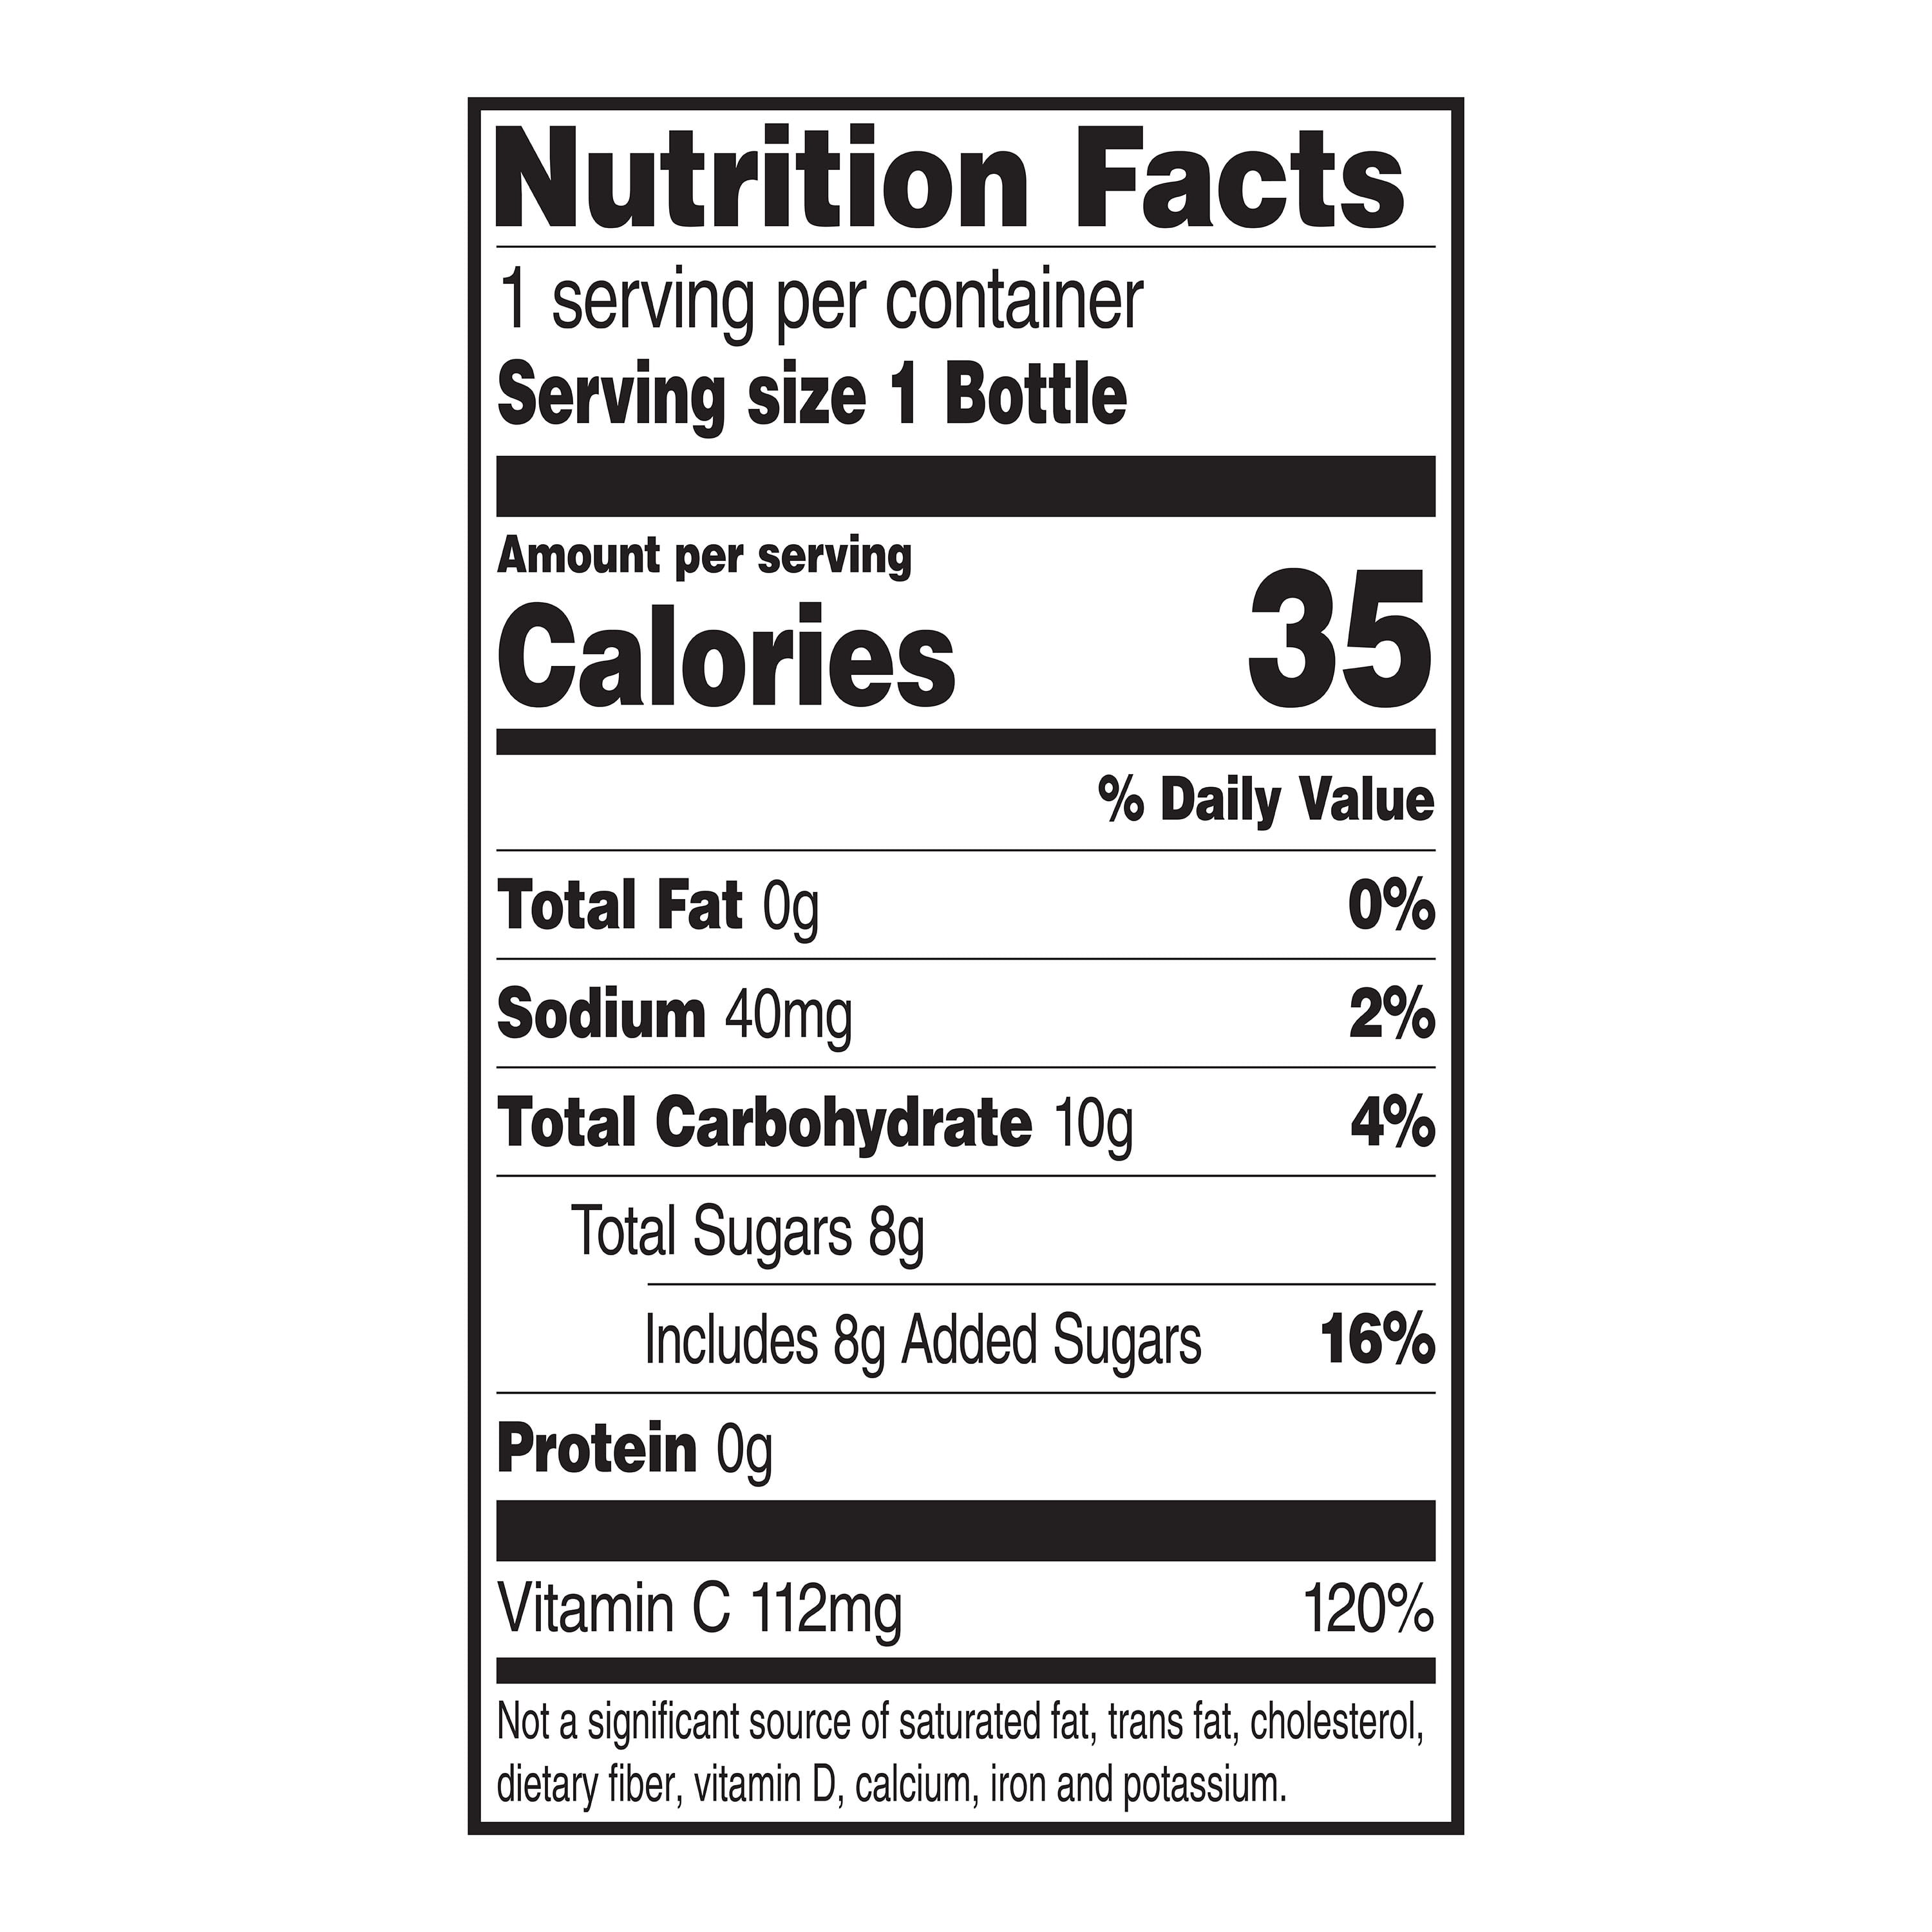 Nutrition Facts
1 serving per container
Serving size 1 Bottle
Amount per serving
Calories 35
% Daily Value
Total Fat 0g 0%
Sodium 40mg 2%
Total Carbohydrate 10g 4%
Total Sugars 8g
Includes 8g Added Sugars 16%
Protein 0g
Vitamin C 112mg 120%
Not a significant source of saturated fat, trans fat, cholesterol,
dietary fiber, vitamin D, calcium, iron and potassium.